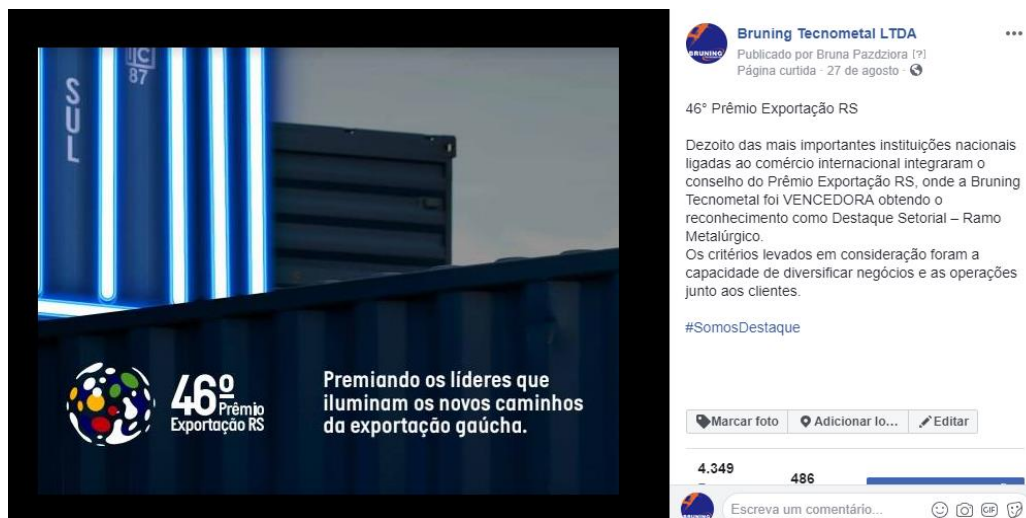 SUL
C
87
46º
Prêmio
Exportação RS
Premiando os líderes que
iluminam os novos caminhos
da exportação gaúcha.
BRUNING
Bruning Tecnometal LTDA
Publicado por Bruna Pazdziora [?]
Página curtida · 27 de agosto ·
46° Prêmio Exportação RS
Dezoito das mais importantes instituições nacionais
ligadas ao comércio internacional integraram o
conselho do Prêmio Exportação RS, onde a Bruning
Tecnometal foi VENCEDORA obtendo o
reconhecimento como Destaque Setorial – Ramo
Metalúrgico.
Os critérios levados em consideração foram a
capacidade de diversificar negócios e as operações
junto aos clientes.
#SomosDestaque
Marcar foto Adicionar lo... Editar
4.349
486
BRUNING
Escreva um comentário...
GIF